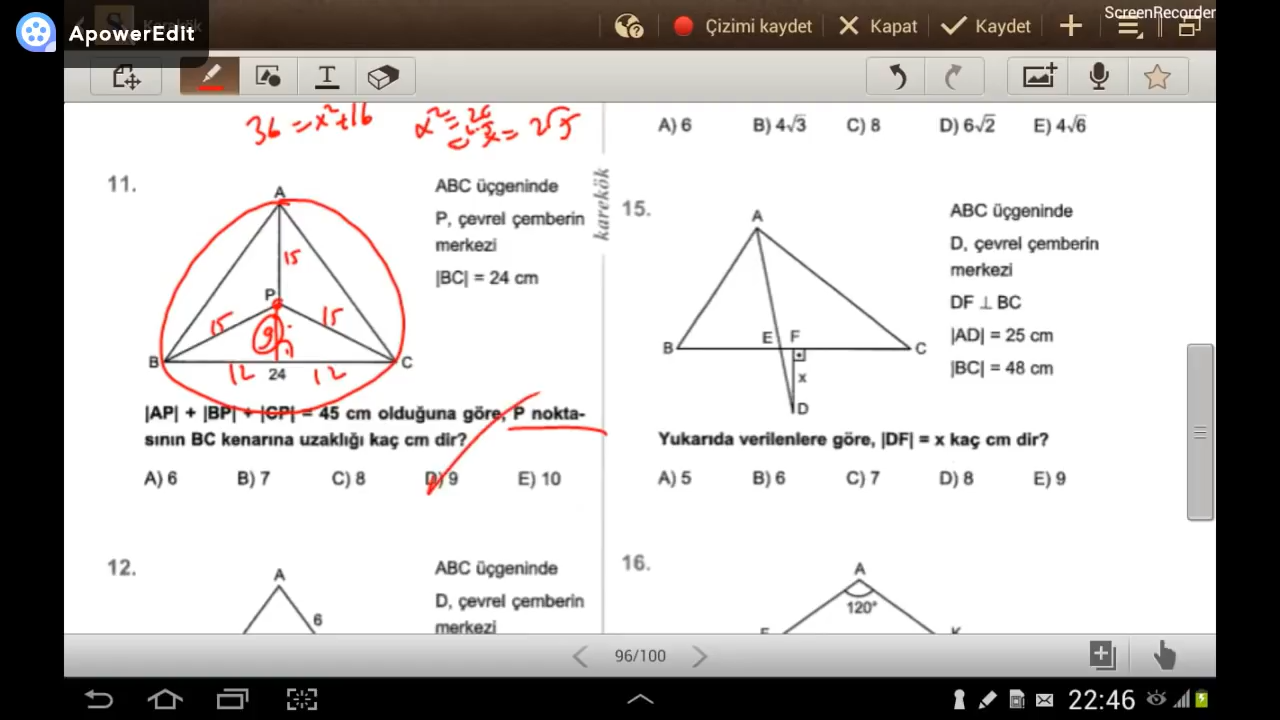 ScreenRecorder
ApowerEdit
Çizimi kaydet
Kapat
Kaydet
T
36 = x²+16
2√5
11.
A
15
P
15
15
9
B
C
12
24
12
ABC üçgeninde
P, çevrel çemberin
merkezi
|BC| = 24 cm
|AP| + |BP| + |CP| = 45 cm olduğuna göre, P nokta-
sının BC kenarına uzaklığı kaç cm dir?
A) 6 B) 7 C) 8 D) 9 E) 10
12.
A
6
ABC üçgeninde
D, çevrel çemberin
merkezi
karekök
A) 6 B) 4√3 C) 8 D) 6√2 E) 4√6
15.
A
B
E
F
C
x
D
ABC üçgeninde
D, çevrel çemberin
merkezi
DF ⊥ BC
|AD| = 25 cm
|BC| = 48 cm
Yukarıda verilenlere göre, |DF| = x kaç cm dir?
A) 5 B) 6 C) 7 D) 8 E) 9
16.
A
120°
96/100
22:46